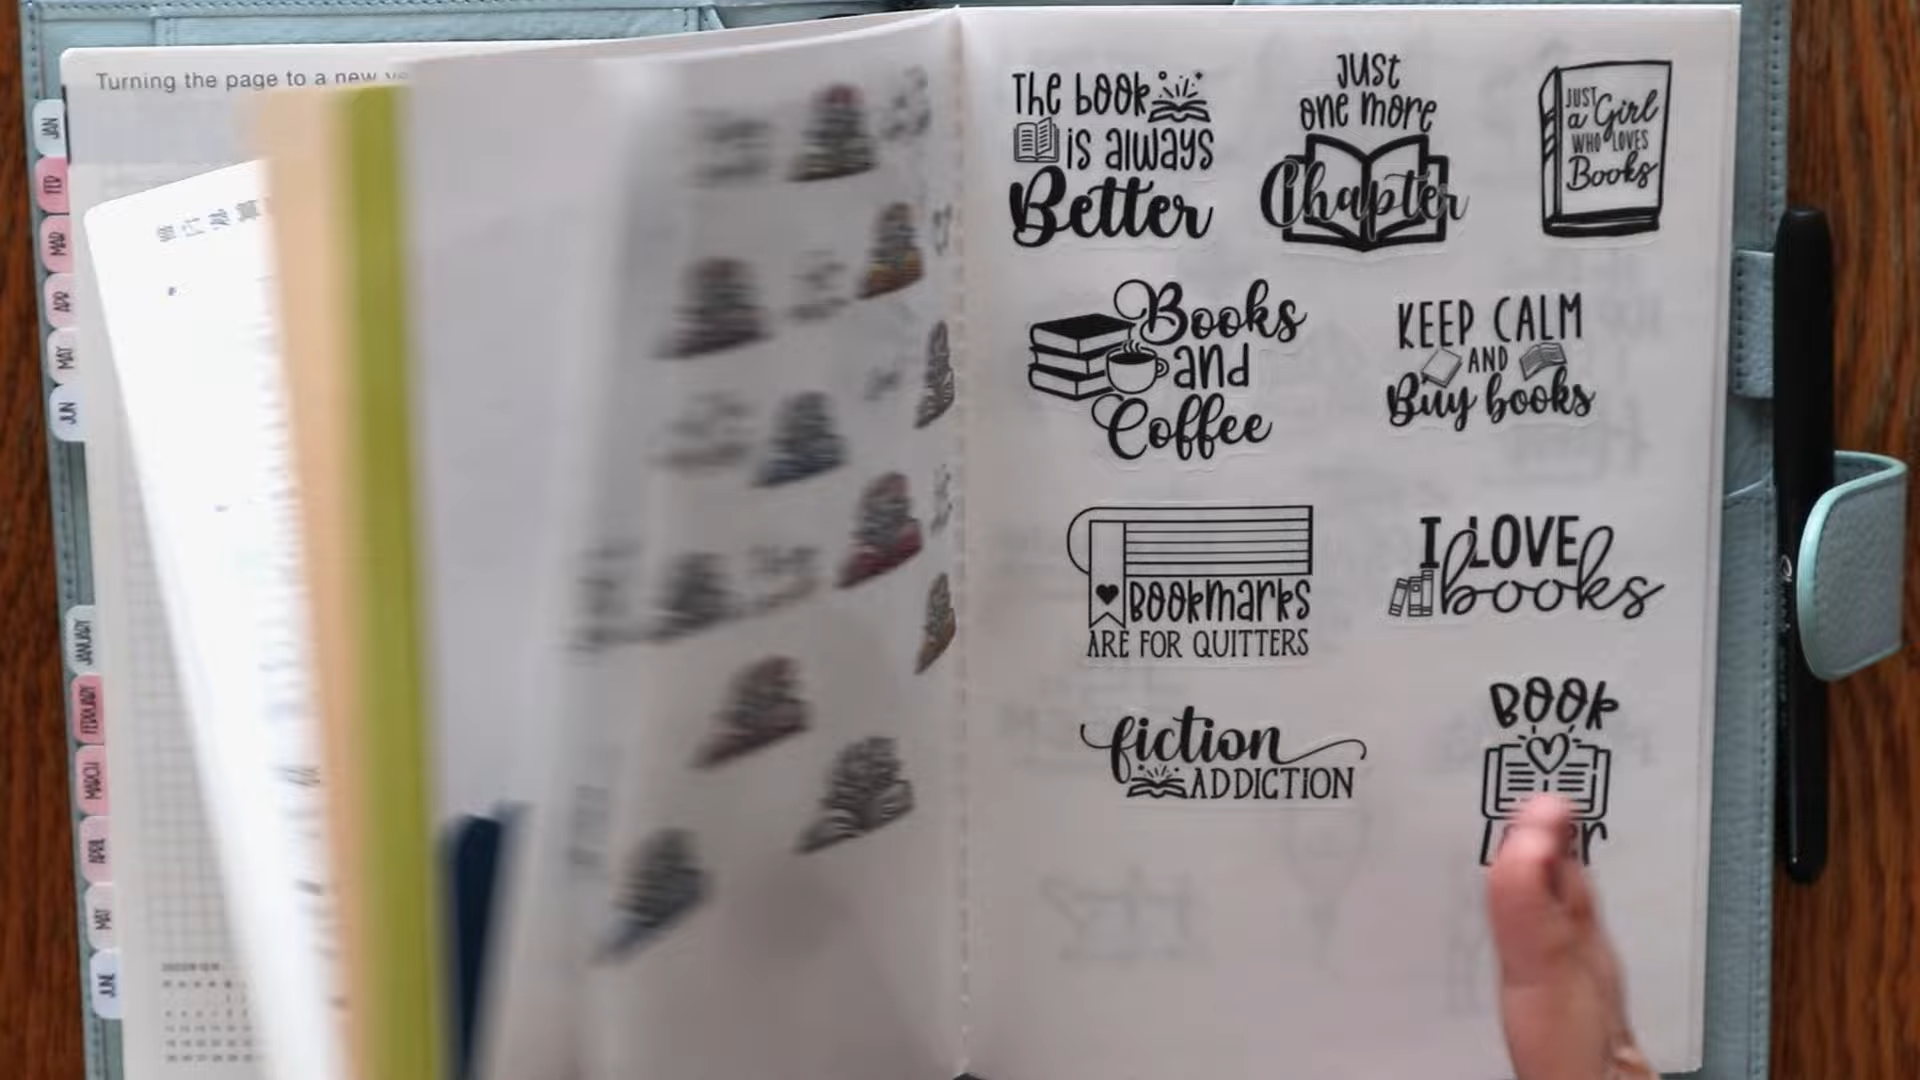 Turning the page to a new
JAN
FEB
MAR
APR
MAY
JUN
JANUARY
FEBRUARY
MARCH
APRIL
MAY
JUNE
The book
is always
Better
Just
one more
Chapter
JUST
a Girl
WHO LOVES
Books
Books
and
Coffee
KEEP CALM
AND
Buy books
Bookmarks
ARE FOR QUITTERS
I LOVE
books
fiction
ADDICTION
BOOK